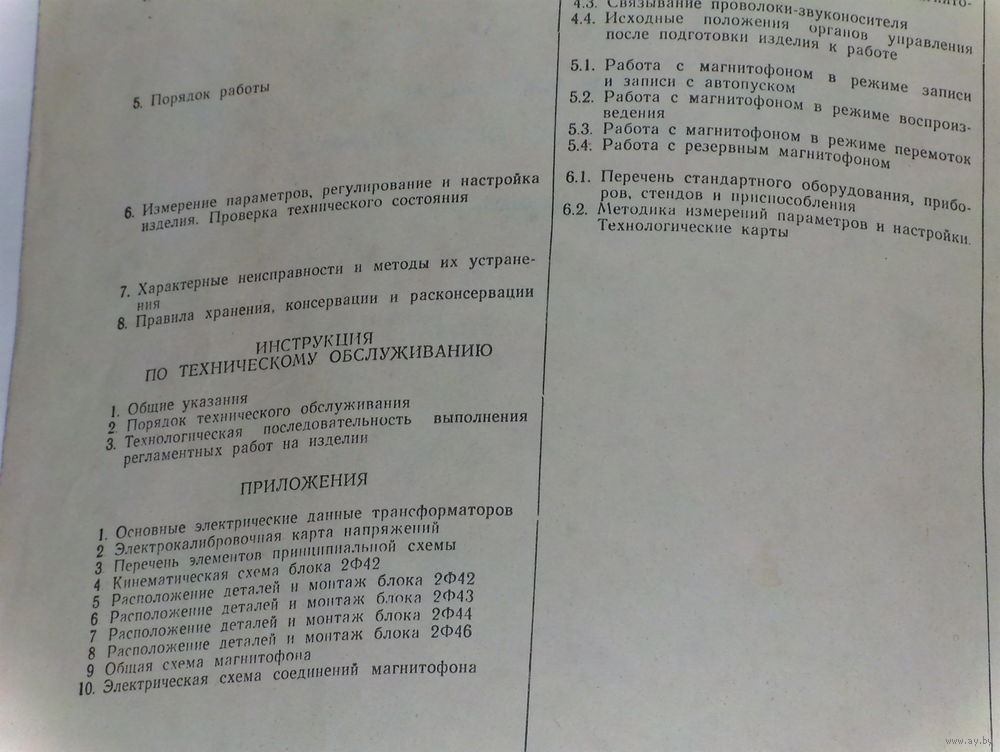 5. Порядок работы
6. Измерение параметров, регулирование и настройка
изделия. Проверка технического состояния
7. Характерные неисправности и методы их устране-
ния
8. Правила хранения, консервации и расконсервации
ИНСТРУКЦИЯ
ПО ТЕХНИЧЕСКОМУ ОБСЛУЖИВАНИЮ
1. Общие указания
2. Порядок технического обслуживания
3. Технологическая последовательность выполнения
регламентных работ на изделии
ПРИЛОЖЕНИЯ
1. Основные электрические данные трансформаторов
2 Электрокалибровочная карта напряжений
3 Перечень элементов принципиальной схемы
4 Кинематическая схема блока 2Ф42
5 Расположение деталей и монтаж блока 2Ф42
6 Расположение деталей и монтаж блока 2Ф43
7 Расположение деталей и монтаж блока 2Ф44
8 Расположение деталей и монтаж блока 2Ф46
9 Общая схема магнитофона
10. Электрическая схема соединений магнитофона
4.3. Связывание проволоки-звуконосителя
4.4. Исходные положения органов управления
после подготовки изделия к работе
5.1. Работа с магнитофоном в режиме записи
и записи с автопуском
5.2. Работа с магнитофоном в режиме воспроиз-
ведения
5.3. Работа с магнитофоном в режиме перемоток
5.4. Работа с резервным магнитофоном
6.1. Перечень стандартного оборудования, прибо-
ров, стендов и приспособления
6.2. Методика измерений параметров и настройки.
Технологические карты
www.ay.by